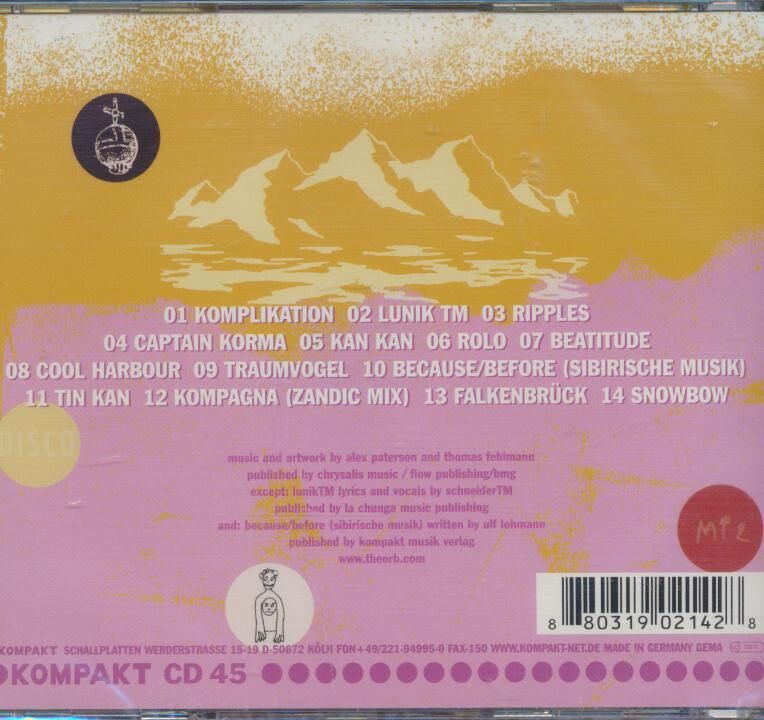 01 KOMPLIKATION 02 LUNIK TM 03 RIPPLES
04 CAPTAIN KORMA 05 KAN KAN 06 ROLO 07 BEATITUDE
08 COOL HARBOUR 09 TRAUMVOGEL 10 BECAUSE/BEFORE (SIBIRISCHE MUSIK)
11 TIN KAN 12 KOMPAGNA (ZANDIC MIX) 13 FALKENBRÜCK 14 SNOWBOW
DISCO
music and artwork by alex paterson and thomas fehlmann
published by chrysalis music / flow publishing/bmg
except: lunikTM lyrics and vocals by schneiderTM
published by la chunga music publishing
and: because/before (sibirische musik) written by ulf lohmann
published by kompakt musik verlag
www.theorb.com
8 80319 02142 8
KOMPAKT SCHALLPLATTEN WERDERSTRASSE 15-19 D-50672 KÖLN FON+49/221-94995-0 FAX-150 WWW.KOMPAKT-NET.DE MADE IN GERMANY GEMA
KOMPAKT CD 45